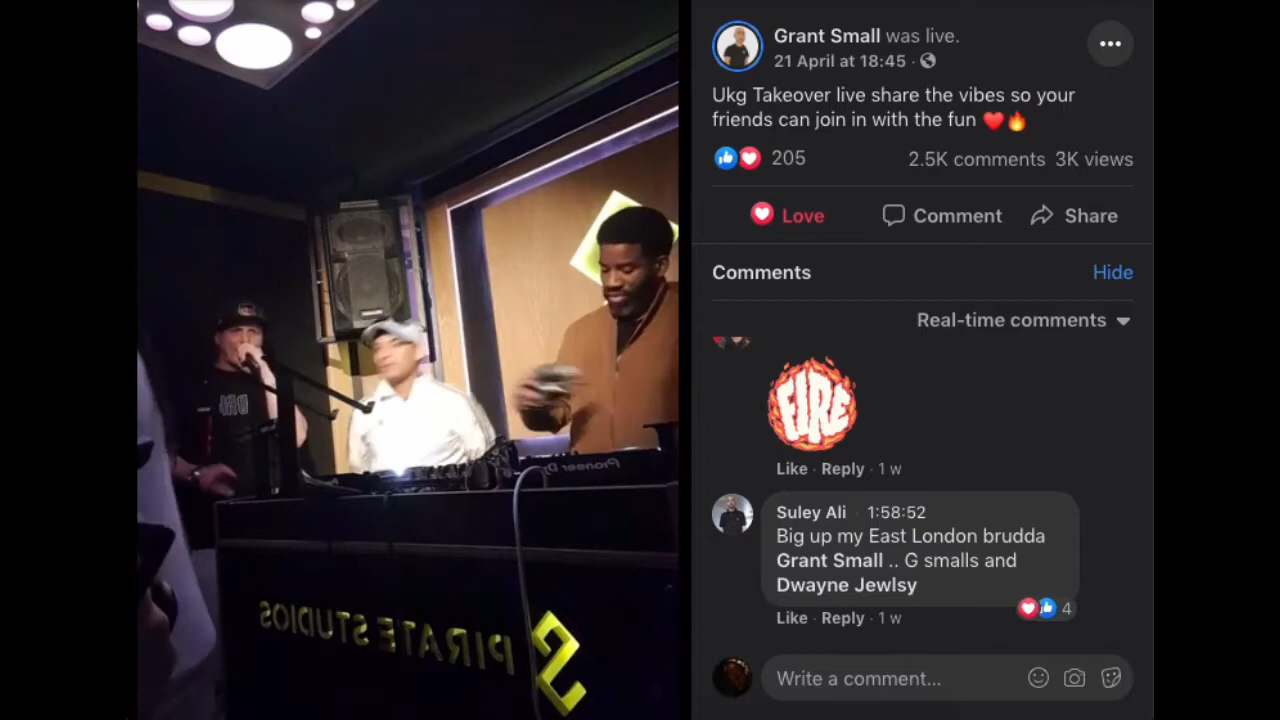 Grant Small was live.
21 April at 18:45
Ukg Takeover live share the vibes so your
friends can join in with the fun ❤️🔥
205
2.5K comments 3K views
Love
Comment
Share
Comments
Hide
Real-time comments
FIRE
Like · Reply · 1 w
Suley Ali 1:58:52
Big up my East London brudda
Grant Small .. G smalls and
Dwayne Jewlsy
4
Like · Reply · 1 w
Write a comment...
Pioneer Dj
PIRATE STUDIOS